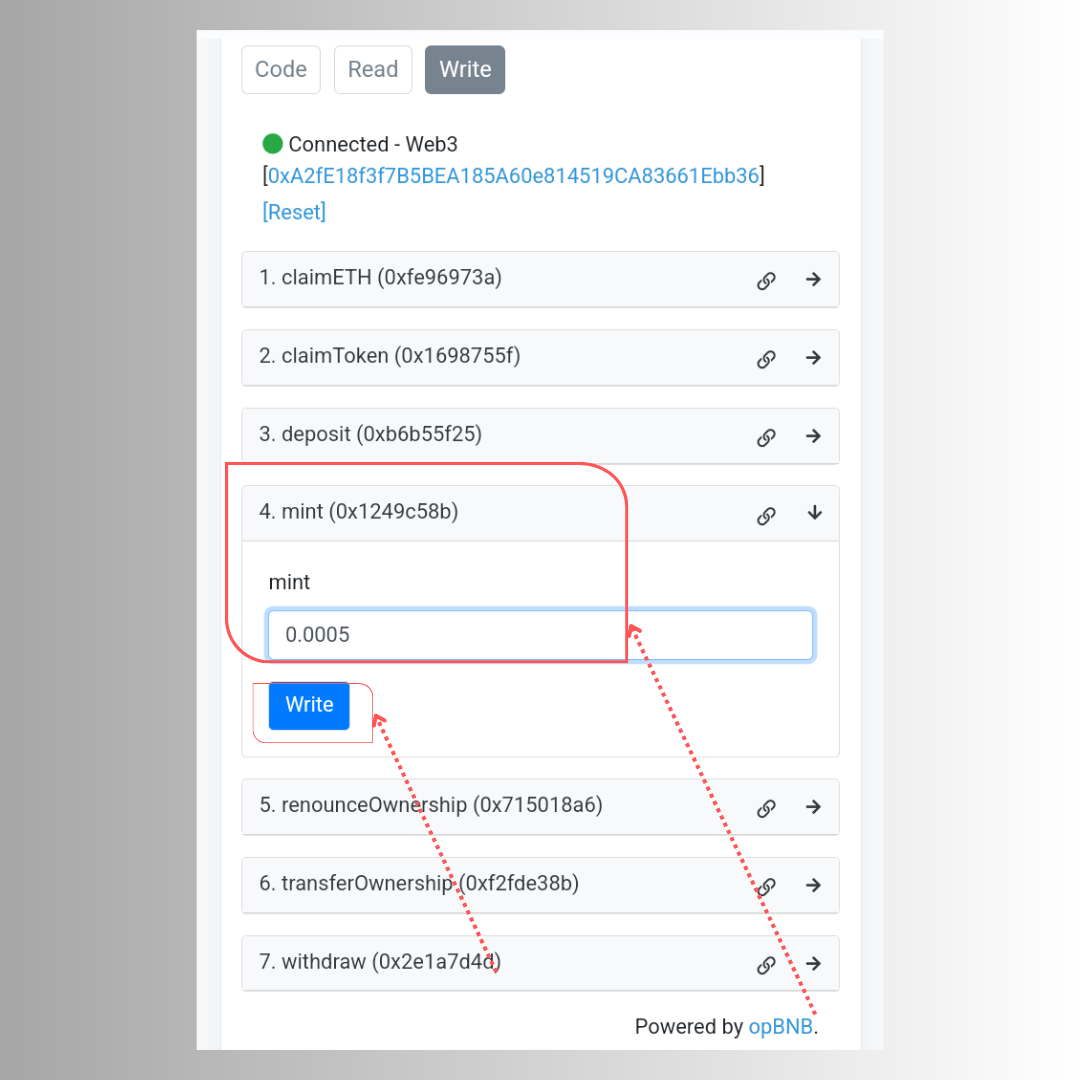 Code Read Write
Connected - Web3
[0xA2fE18f3f7B5BEA185A60e814519CA83661Ebb36]
[Reset]
1. claimETH (0xfe96973a)
2. claimToken (0x1698755f)
3. deposit (0xb6b55f25)
4. mint (0x1249c58b)
mint
0.0005
Write
5. renounceOwnership (0x715018a6)
6. transferOwnership (0xf2fde38b)
7. withdraw (0x2e1a7d4d)
Powered by opBNB.